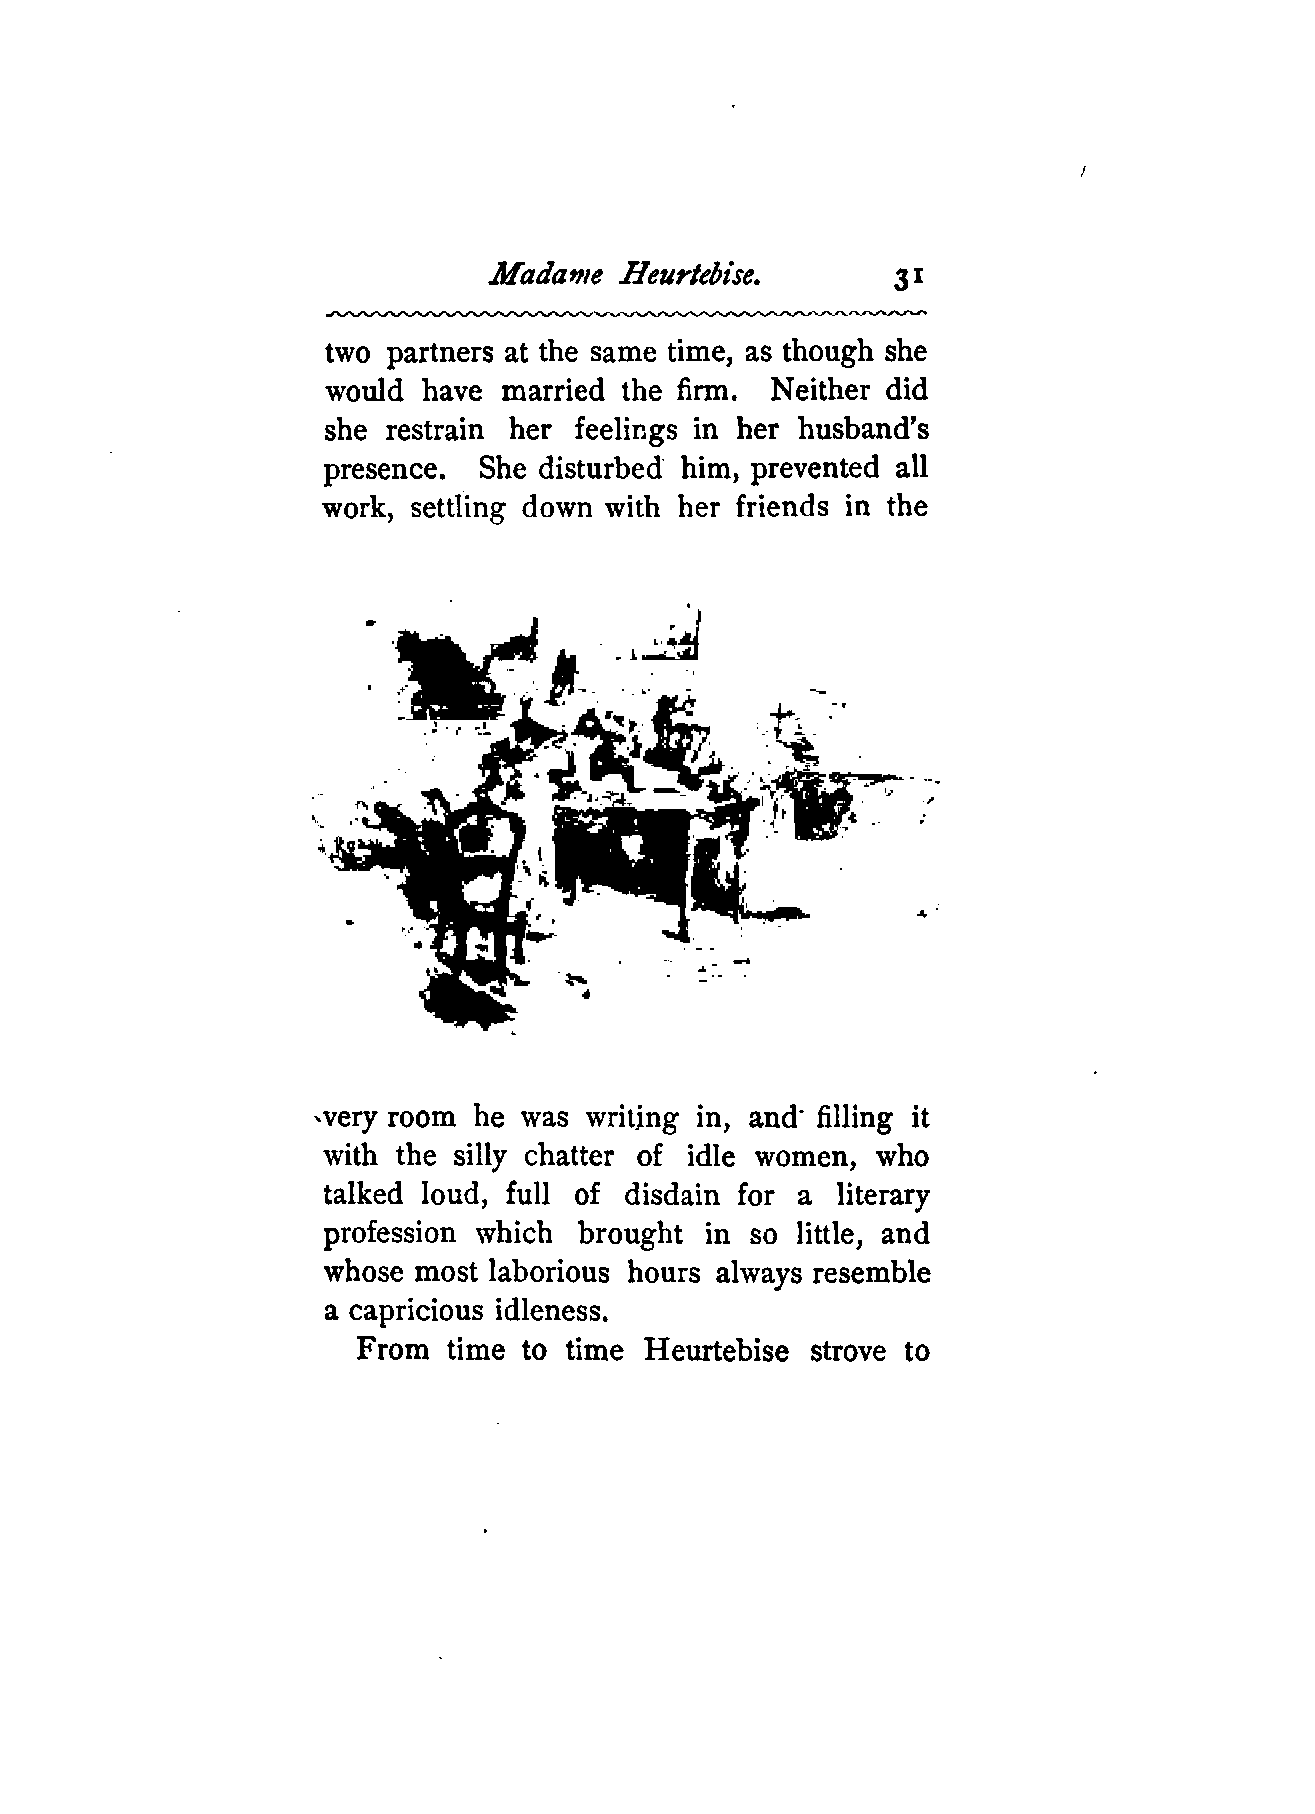 Madame Heurtebise. 31
two partners at the same time, as though she
would have married the firm. Neither did
she restrain her feelings in her husband's
presence. She disturbed him, prevented all
work, settling down with her friends in the
very room he was writing in, and filling it
with the silly chatter of idle women, who
talked loud, full of disdain for a literary
profession which brought in so little, and
whose most laborious hours always resemble
a capricious idleness.
From time to time Heurtebise strove to